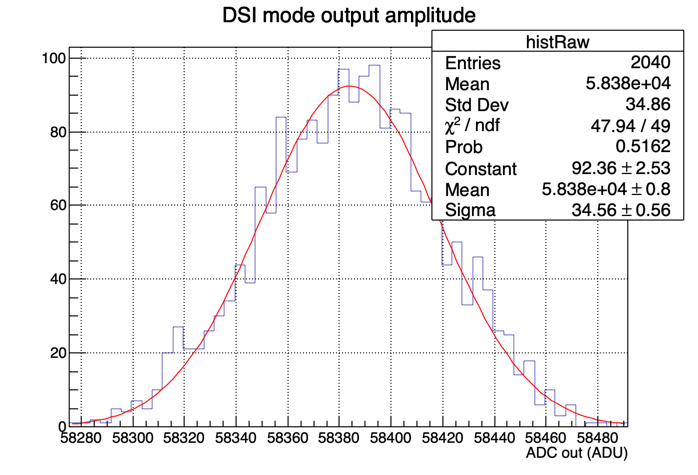 DSI mode output amplitude
histRaw
Entries 2040
Mean 5.838e+04
Std Dev 34.86
χ² / ndf 47.94 / 49
Prob 0.5162
Constant 92.36 ± 2.53
Mean 5.838e+04 ± 0.8
Sigma 34.56 ± 0.56
100
80
60
40
20
0
58280 58300 58320 58340 58360 58380 58400 58420 58440 58460 58480
ADC out (ADU)